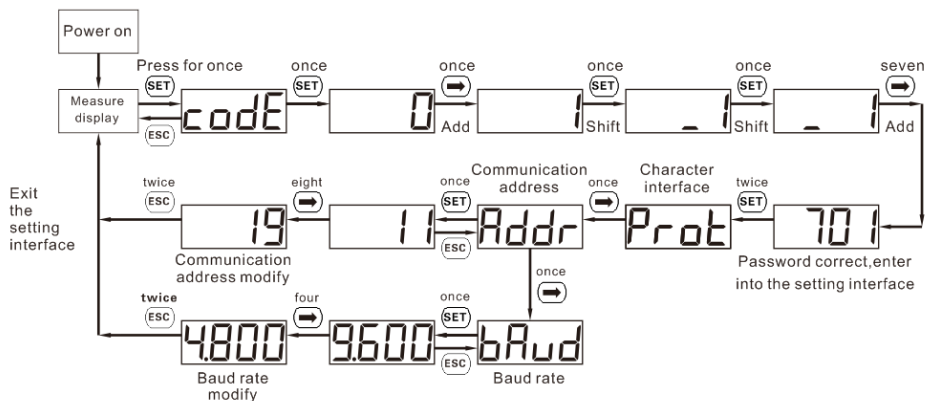 Power on
Press for once
SET
once
SET
once
once
SET
once
SET
seven
Measure
display
ESC
codE
0
Add
1
Shift
_1
Shift
_ 1
Add
Exit
the
setting
interface
twice
ESC
eight
once
SET
Communication
address
once
Character
interface
twice
SET
19
11
ESC
Addr
Prot
701
Communication
address modify
Password correct,enter
into the setting interface
once
twice
ESC
four
once
SET
4.800
9.600
ESC
bAud
Baud rate
modify
Baud rate